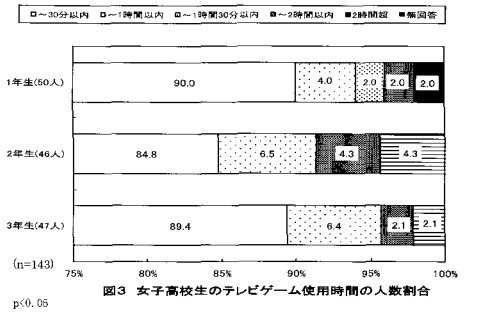 □~30分以内 □~1時間以内 □~1時間30分以内 ■~2時間以内 ■2時間超 ■無回答
1年生(50人) 90.0 4.0 2.0 2.0 2.0
2年生(46人) 84.8 6.5 4.3 4.3
3年生(47人) 89.4 6.4 2.1 2.1
(n=143)
75% 80% 85% 90% 95% 100%
図3 女子高校生のテレビゲーム使用時間の人数割合
p<0.05